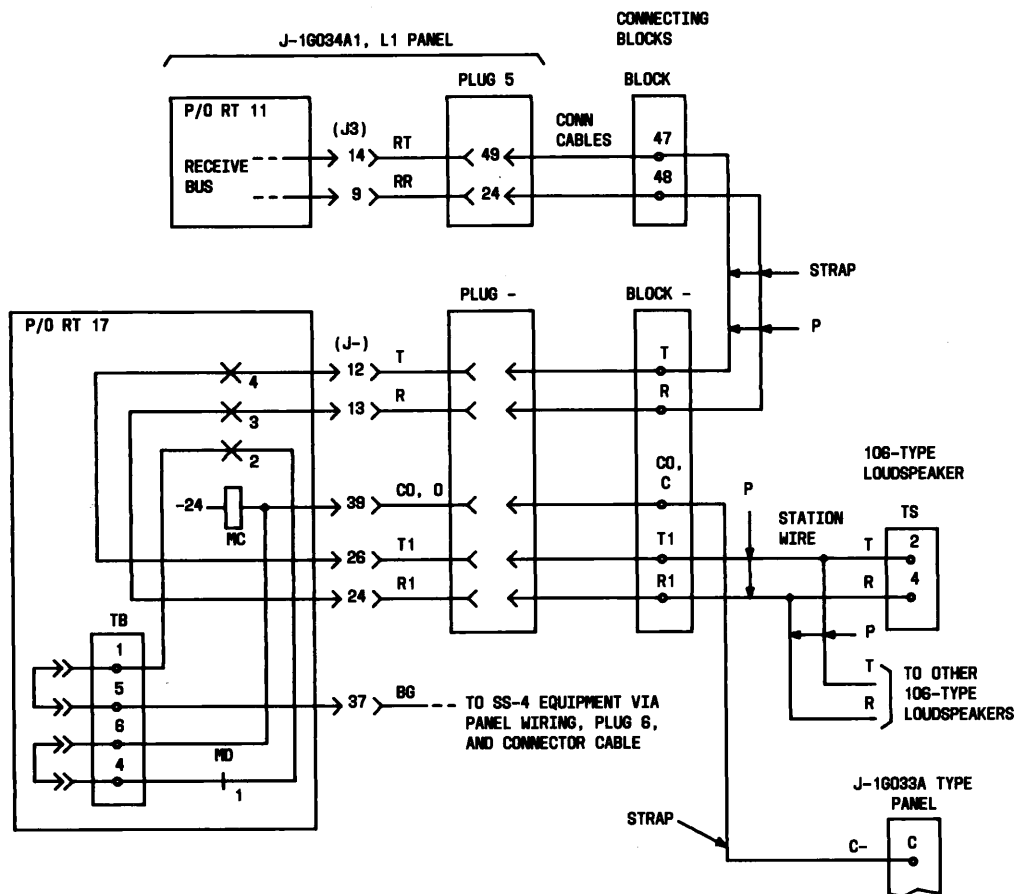 J-1G034A1, L1 PANEL
CONNECTING
BLOCKS
PLUG 5
BLOCK
P/O RT 11
(J3)
CONN
CABLES
RECEIVE
BUS
14
RT
49
47
9
RR
24
48
STRAP
P
P/O RT 17
PLUG -
BLOCK -
(J-)
4
12
T
T
3
13
R
R
2
106-TYPE
LOUDSPEAKER
-24
MC
39
CO, O
CO,
C
P
STATION
WIRE
TS
26
T1
T1
T
2
24
R1
R1
R
4
P
TB
1
5
6
4
MD
1
37
BG
TO SS-4 EQUIPMENT VIA
PANEL WIRING, PLUG 6,
AND CONNECTOR CABLE
T
R
TO OTHER
106-TYPE
LOUDSPEAKERS
J-1G033A TYPE
PANEL
STRAP
C-
C